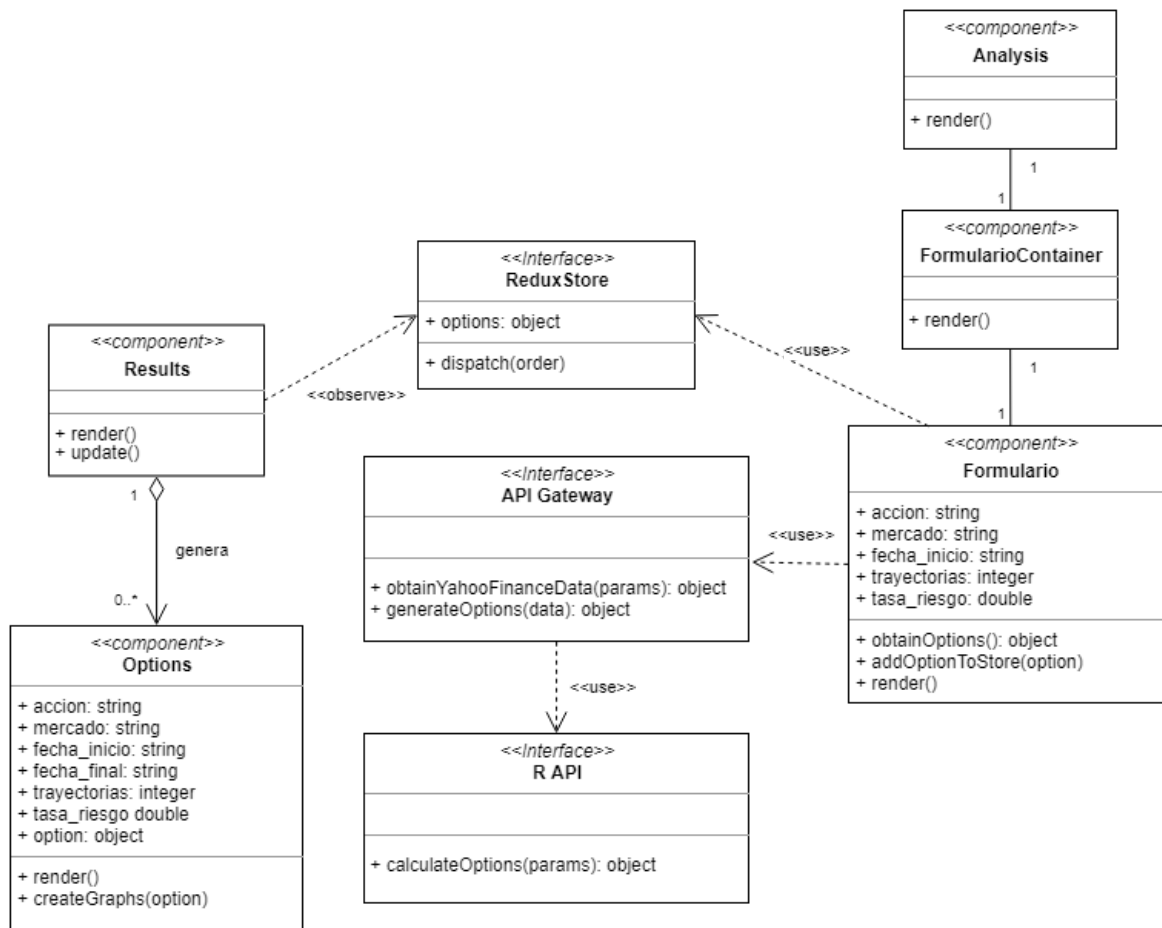 <<component>>
Analysis
+ render()
1
1
<<component>>
FormularioContainer
+ render()
1
1
<<Interface>>
ReduxStore
+ options: object
+ dispatch(order)
<<use>>
<<observe>>
<<component>>
Results
+ render()
+ update()
1
genera
0..*
<<component>>
Options
+ accion: string
+ mercado: string
+ fecha_inicio: string
+ fecha_final: string
+ trayectorias: integer
+ tasa_riesgo double
+ option: object
+ render()
+ createGraphs(option)
<<Interface>>
API Gateway
+ obtainYahooFinanceData(params): object
+ generateOptions(data): object
<<use>>
<<use>>
<<Interface>>
R API
+ calculateOptions(params): object
<<component>>
Formulario
+ accion: string
+ mercado: string
+ fecha_inicio: string
+ trayectorias: integer
+ tasa_riesgo: double
+ obtainOptions(): object
+ addOptionToStore(option)
+ render()